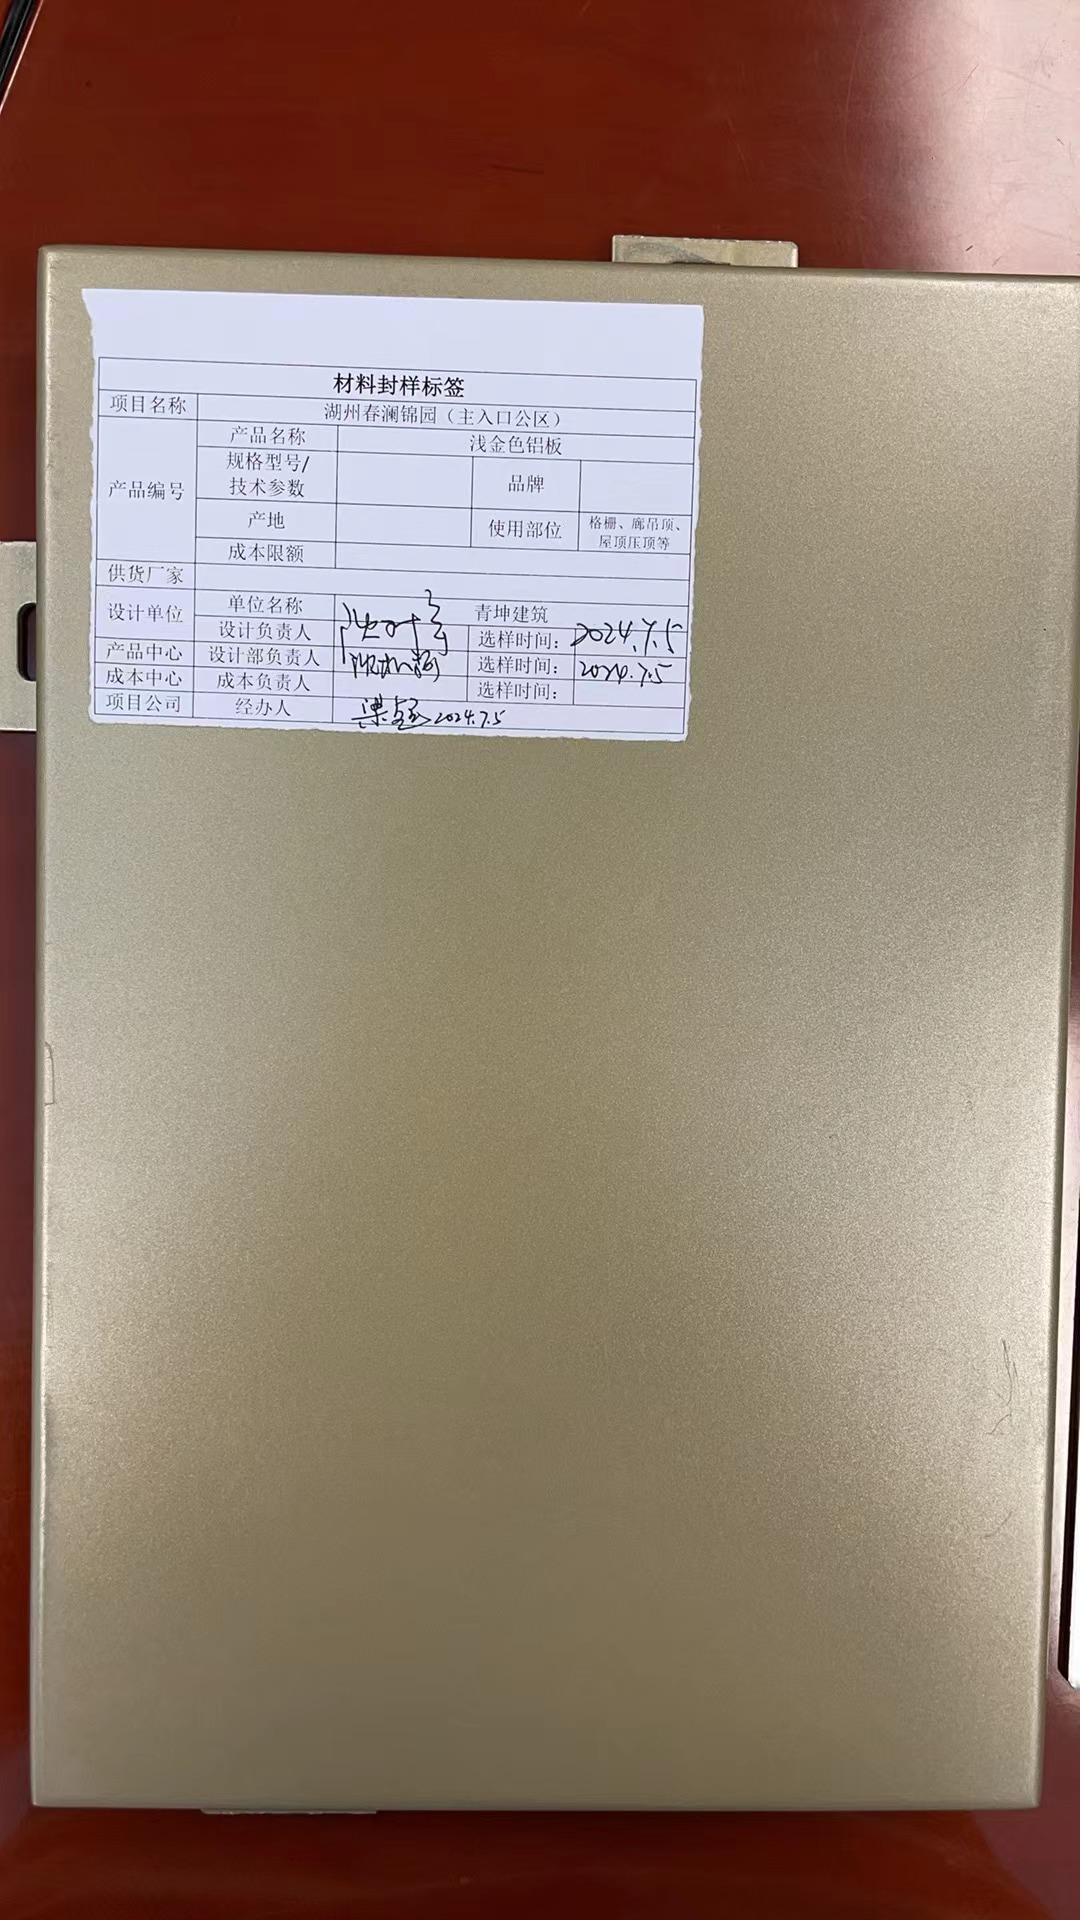 材料封样标签
项目名称 湖州春澜锦园（主入口公区）
产品编号 产品名称 浅金色铝板
规格型号/技术参数 品牌
产地 使用部位 格栅、廊吊顶、屋顶压顶等
成本限额
供货厂家
设计单位 单位名称 青坤建筑
设计负责人 选样时间： 2024.7.5
产品中心 设计部负责人 选样时间： 2024.7.5
成本中心 成本负责人 选样时间：
项目公司 经办人 2024.7.5